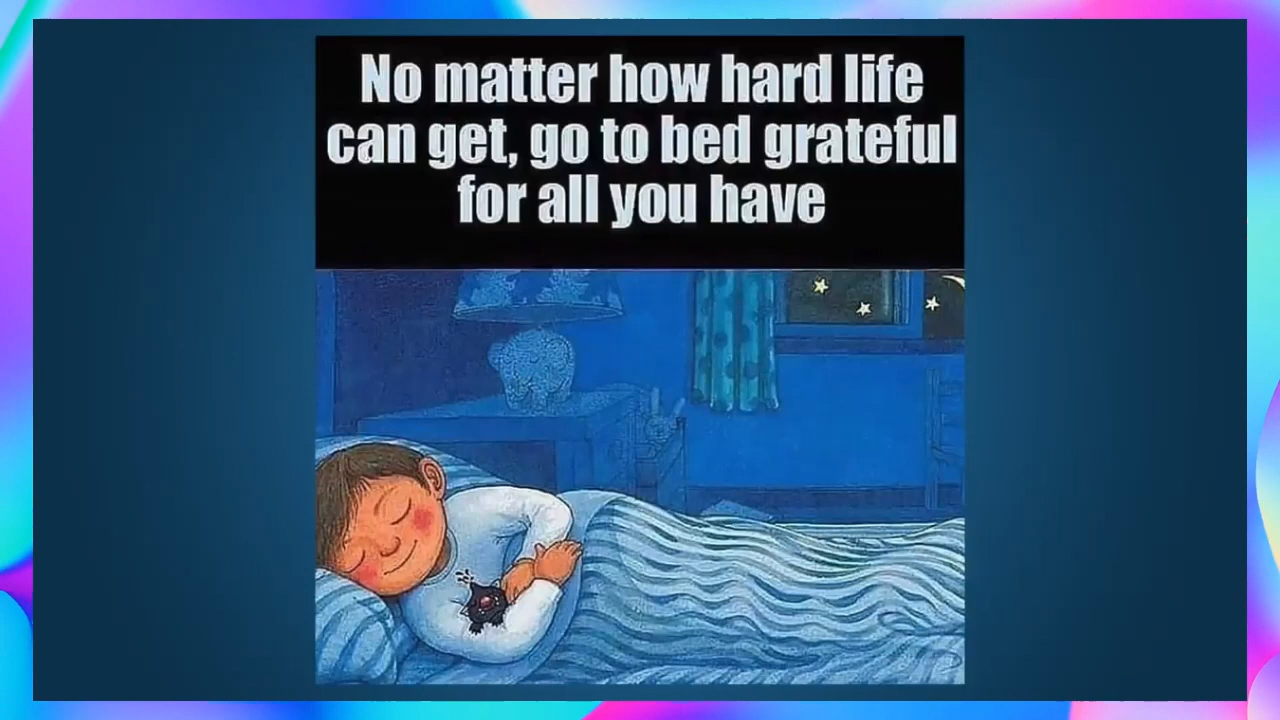 No matter how hard life
can get, go to bed grateful
for all you have